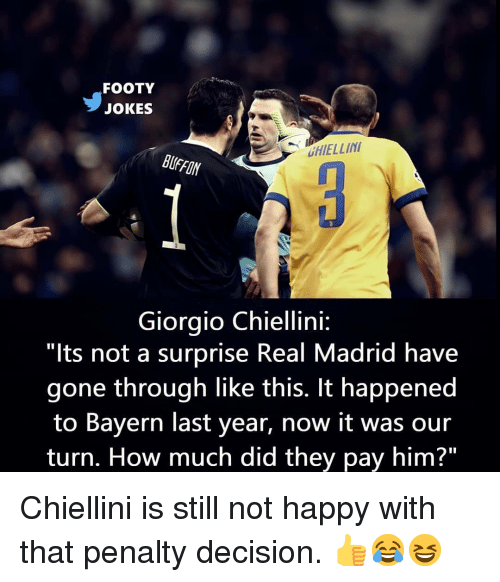 FOOTY
JOKES
BUFFON
1
CHIELLINI
3
Giorgio Chiellini:
"Its not a surprise Real Madrid have
gone through like this. It happened
to Bayern last year, now it was our
turn. How much did they pay him?"
Chiellini is still not happy with
that penalty decision. 👍😂😆